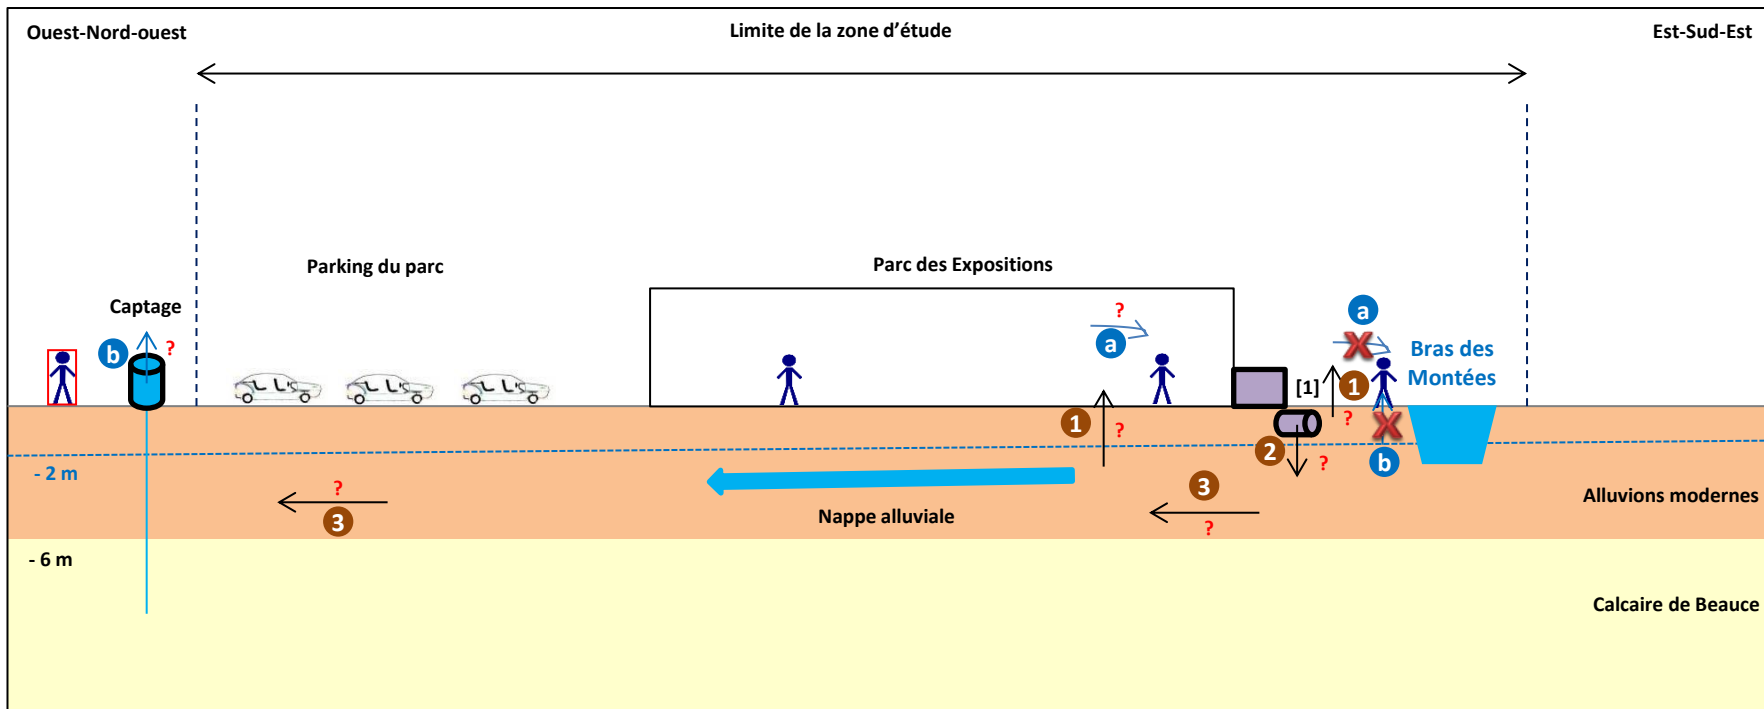 Ouest-Nord-ouest
Limite de la zone d'étude
Est-Sud-Est
Parking du parc
Parc des Expositions
Captage
b
?
?
a
a
Bras des
Montées
[1]
1
?
1
?
2
?
b
- 2 m
?
3
Nappe alluviale
3
?
Alluvions modernes
- 6 m
Calcaire de Beauce